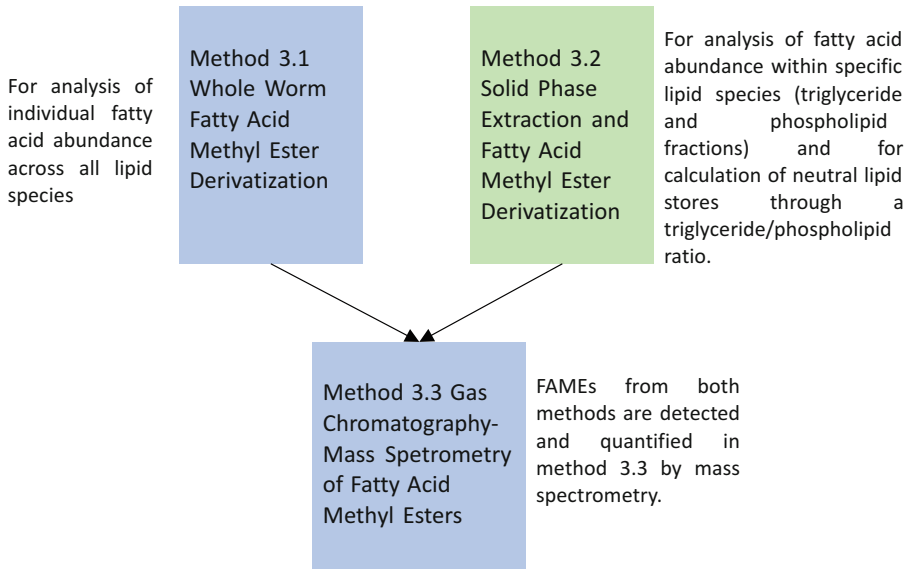 For analysis of
individual fatty
acid abundance
across all lipid
species
Method 3.1
Whole Worm
Fatty Acid
Methyl Ester
Derivatization
Method 3.2
Solid Phase
Extraction and
Fatty Acid
Methyl Ester
Derivatization
For analysis of fatty acid
abundance within specific
lipid species (triglyceride
and phospholipid
fractions) and for
calculation of neutral lipid
stores through a
triglyceride/phospholipid
ratio.
Method 3.3 Gas
Chromatography-
Mass Spetrometry
of Fatty Acid
Methyl Esters
FAMEs from both
methods are detected
and quantified in
method 3.3 by mass
spectrometry.